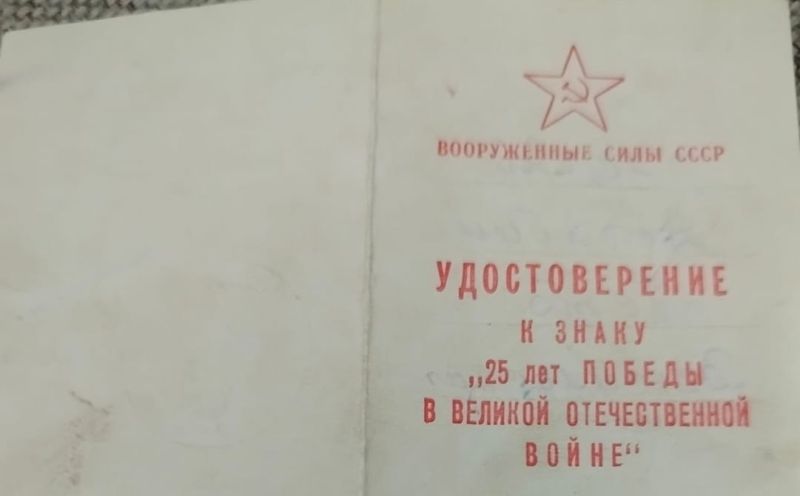 ВООРУЖЕННЫЕ СИЛЫ СССР
УДОСТОВЕРЕНИЕ
К ЗНАКУ
„25 лет ПОБЕДЫ
В ВЕЛИКОЙ ОТЕЧЕСТВЕННОЙ
ВОЙНЕ“